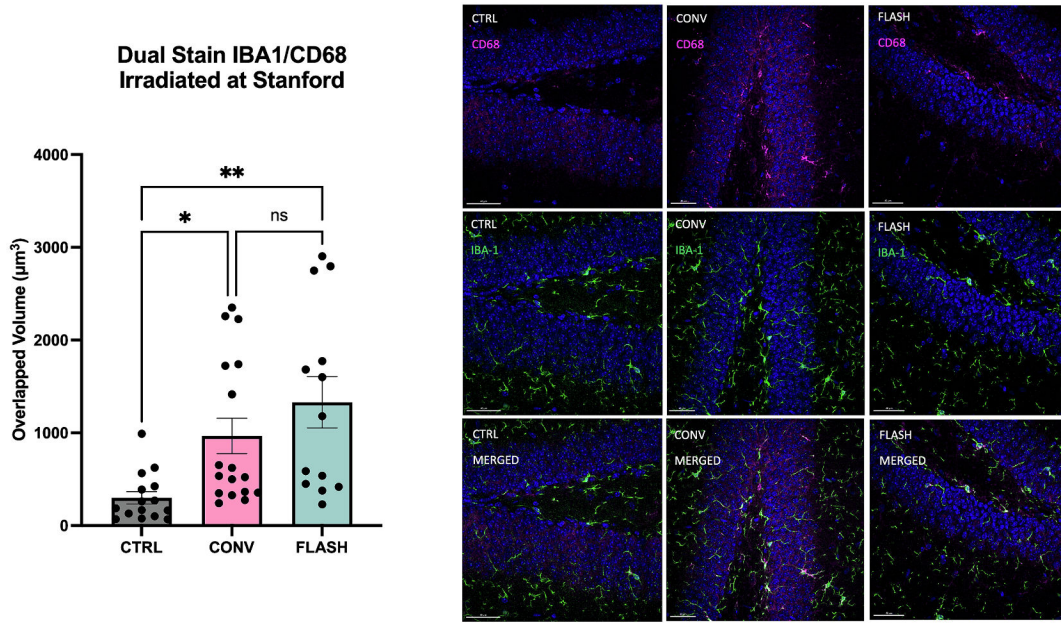 Dual Stain IBA1/CD68
Irradiated at Stanford
Overlapped Volume (µm³)
4000
3000
2000
1000
0
**
*
ns
CTRL
CONV
FLASH
CTRL
CD68
CONV
CD68
FLASH
CD68
CTRL
IBA-1
CONV
IBA-1
FLASH
IBA-1
CTRL
MERGED
CONV
MERGED
FLASH
MERGED